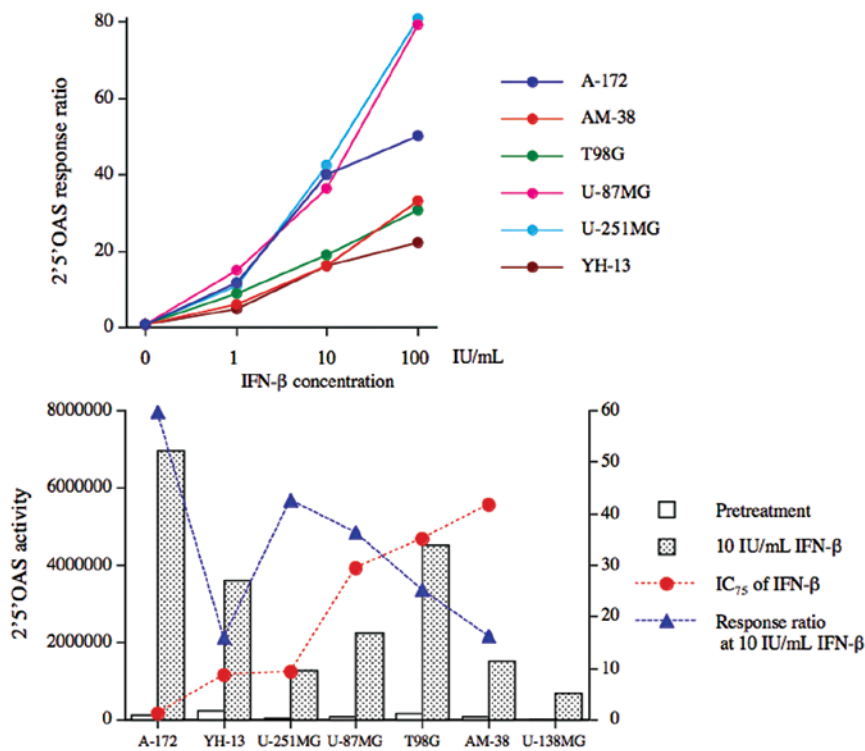 80
60
40
20
0
2’5’OAS response ratio
0 1 10 100 IU/mL
IFN-β concentration
A-172
AM-38
T98G
U-87MG
U-251MG
YH-13
8000000
6000000
4000000
2000000
0
2’5’OAS activity
60
50
40
30
20
10
0
A-172 YH-13 U-251MG U-87MG T98G AM-38 U-138MG
Pretreatment
10 IU/mL IFN-β
IC75 of IFN-β
Response ratio
at 10 IU/mL IFN-β